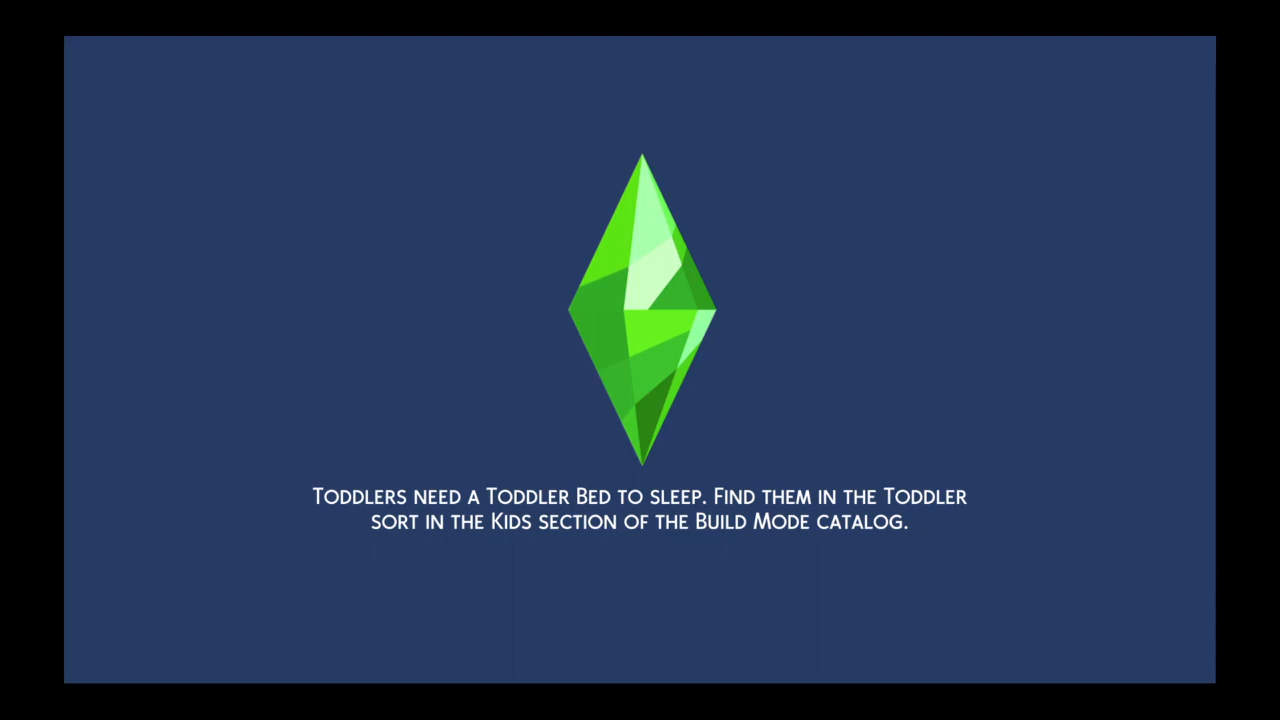 Toddlers need a Toddler Bed to sleep. Find them in the Toddler
sort in the Kids section of the Build Mode catalog.